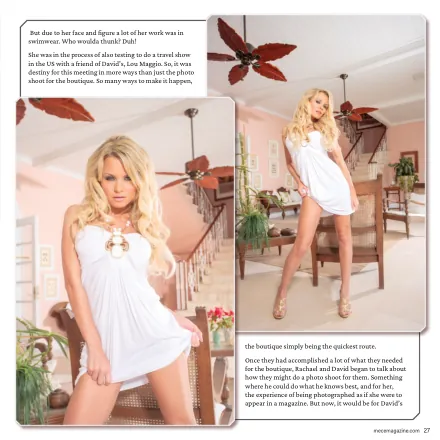 But due to her face and figure a lot of her work was in
swimwear. Who woulda thunk? Duh!
She was in the process of also testing to do a travel show
in the US with a friend of David's, Lou Maggio. So, it was
destiny for this meeting in more ways than just the photo
shoot for the boutique. So many ways to make it happen,
the boutique simply being the quickest route.
Once they had accomplished a lot of what they needed
for the boutique, Rachael and David began to talk about
how they might do a photo shoot for them. Something
where he could do what he knows best, and for her,
the experience of being photographed as if she were to
appear in a magazine. But now, it would be for David's
mecemagazine.com 27